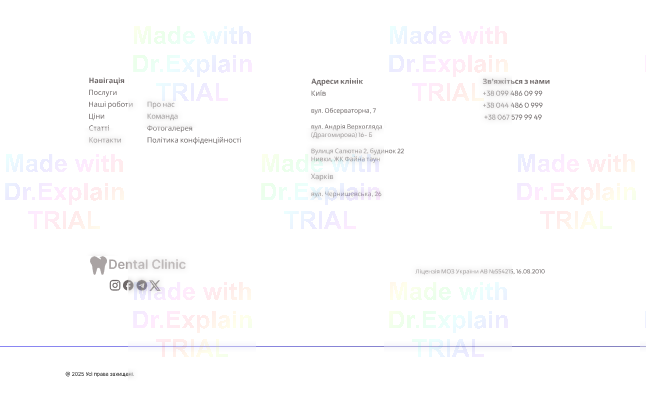 Made with
Dr.Explain
TRIAL
Made with
Dr.Explain
TRIAL
Навігація
Послуги
Наші роботи
Ціни
Статті
Контакти
Про нас
Команда
Фотогалерея
Політика конфіденційності
Адреси клінік
Київ
вул. Обсерваторна, 7
вул. Андрія Верхогляда
(Драгомирова) 16- Б
Вулиця Салютна 2, будинок 22
Нивки, ЖК Файна Таун
Харків
вул. Чернишевська, 26
Зв'яжіться з нами
+38 099 486 09 99
+38 044 486 0 999
+38 067 579 99 49
Made with
Dr.Explain
TRIAL
Made with
Dr.Explain
TRIAL
Made with
Dr.Explain
TRIAL
Dental Clinic
Ліцензія МОЗ України АВ №554215, 16.08.2010
Made with
Dr.Explain
TRIAL
Made with
Dr.Explain
TRIAL
@ 2025 Усі права захищені.